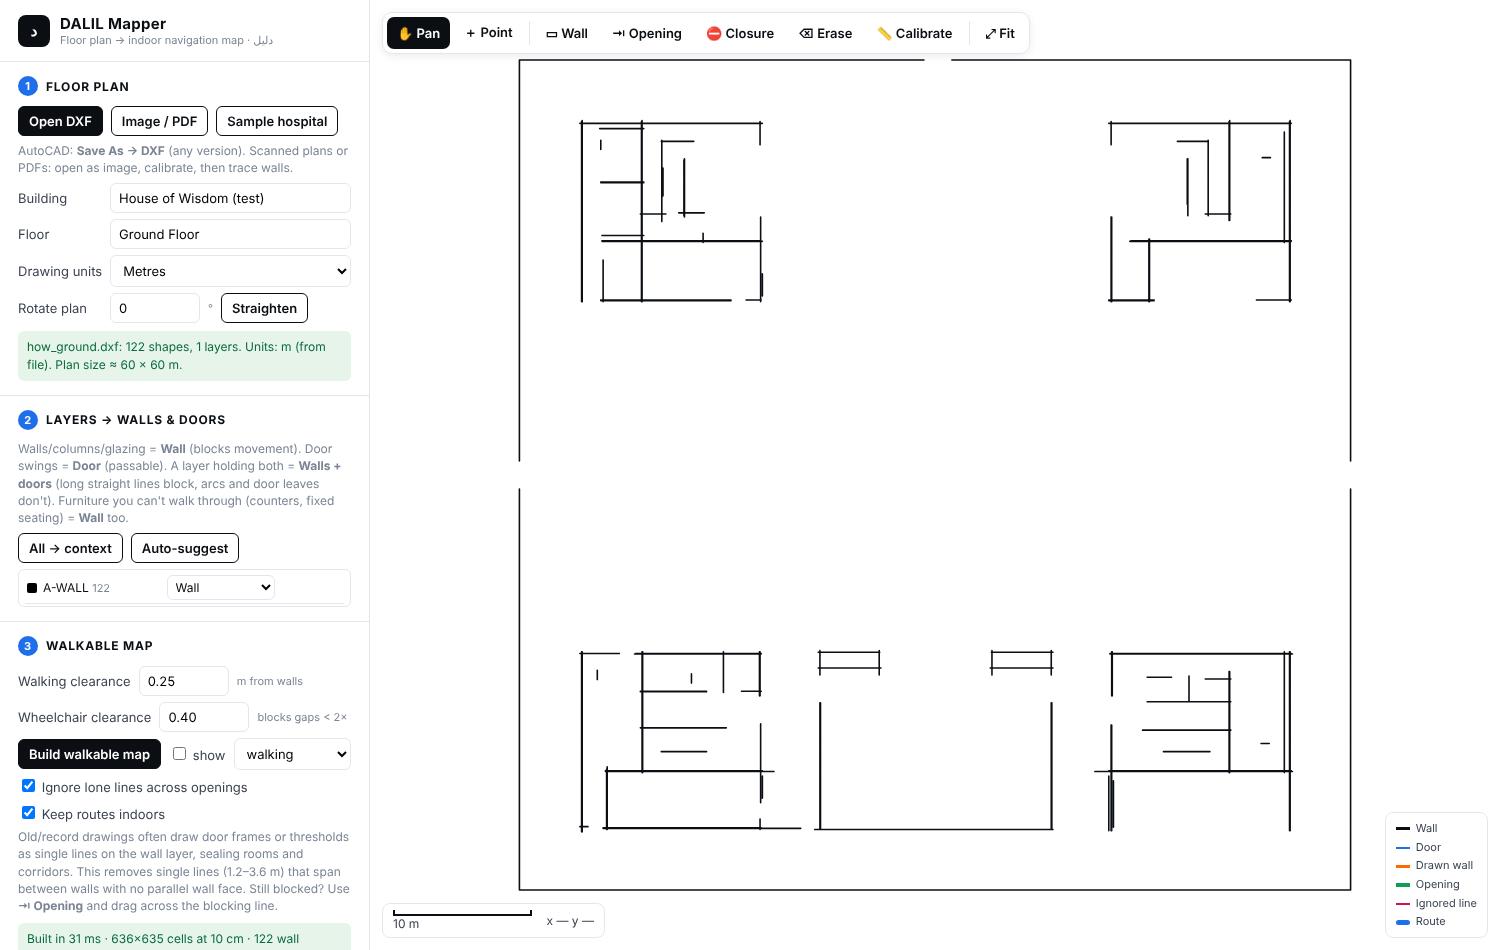 د
DALIL Mapper
Floor plan → indoor navigation map · دليل
1 FLOOR PLAN
Open DXF Image / PDF Sample hospital
AutoCAD: Save As → DXF (any version). Scanned plans or
PDFs: open as image, calibrate, then trace walls.
Building House of Wisdom (test)
Floor Ground Floor
Drawing units Metres
Rotate plan 0 ° Straighten
how_ground.dxf: 122 shapes, 1 layers. Units: m (from
file). Plan size ≈ 60 × 60 m.
2 LAYERS → WALLS & DOORS
Walls/columns/glazing = Wall (blocks movement). Door
swings = Door (passable). A layer holding both = Walls +
doors (long straight lines block, arcs and door leaves
don't). Furniture you can't walk through (counters, fixed
seating) = Wall too.
All → context Auto-suggest
A-WALL 122 Wall
3 WALKABLE MAP
Walking clearance 0.25 m from walls
Wheelchair clearance 0.40 blocks gaps < 2×
Build walkable map show walking
Ignore lone lines across openings
Keep routes indoors
Old/record drawings often draw door frames or thresholds
as single lines on the wall layer, sealing rooms and
corridors. This removes single lines (1.2–3.6 m) that span
between walls with no parallel wall face. Still blocked? Use
⇥ Opening and drag across the blocking line.
Built in 31 ms · 636×635 cells at 10 cm · 122 wall
✋ Pan + Point ▭ Wall ⇥ Opening ⛔ Closure ⌫ Erase 📏 Calibrate ⤢ Fit
10 m x — y —
Wall
Door
Drawn wall
Opening
Ignored line
Route